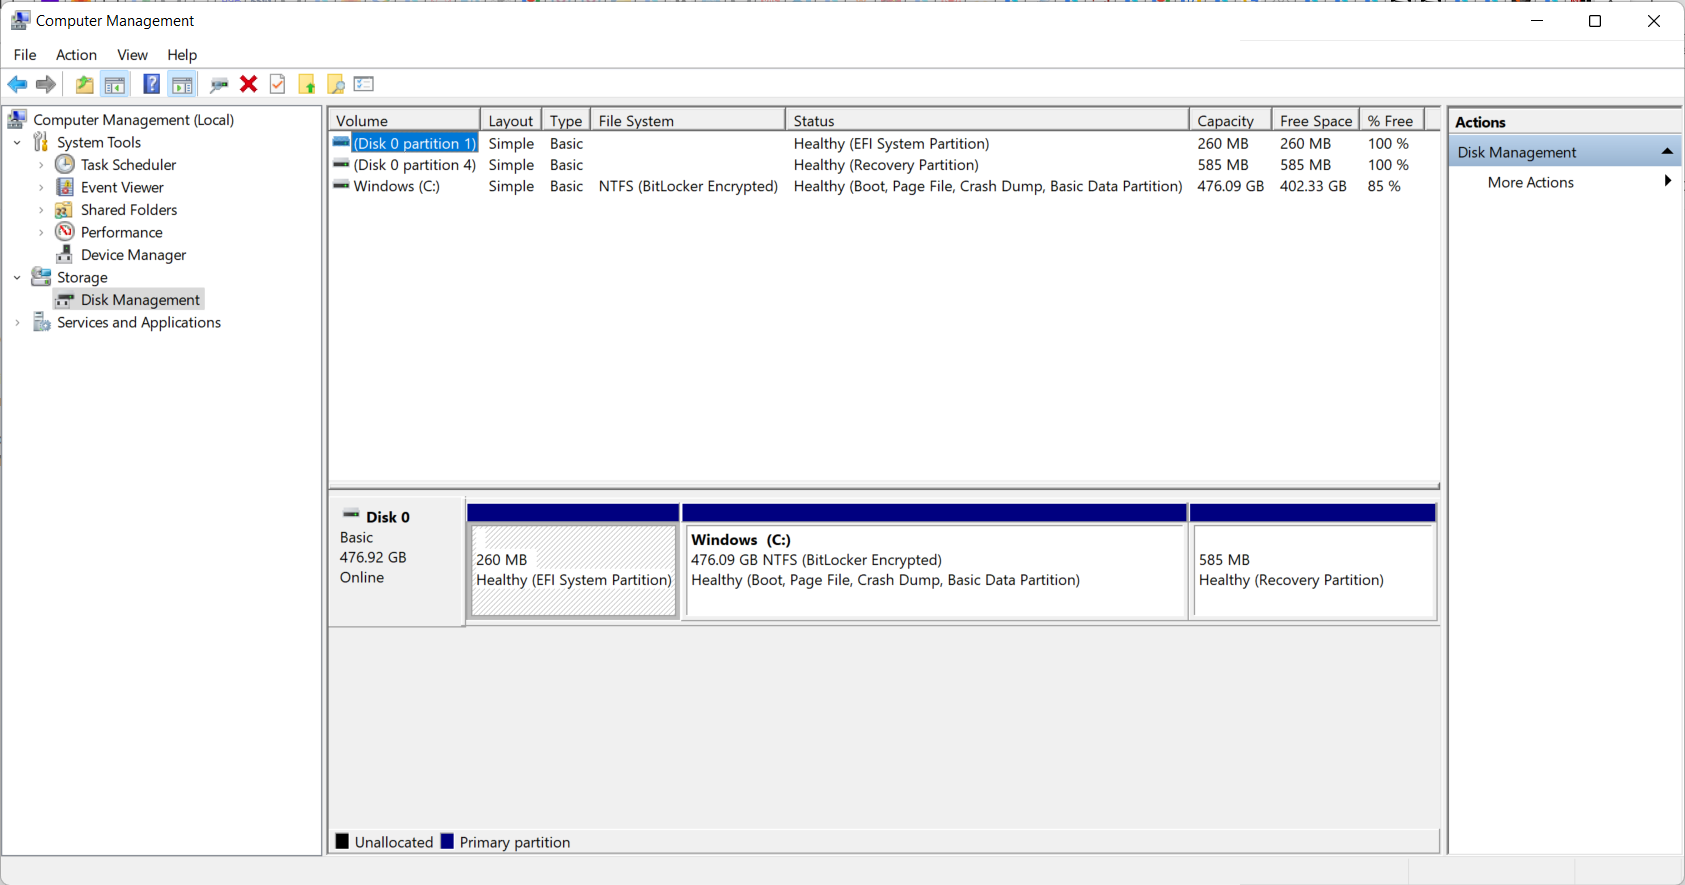 Computer Management
File Action View Help
Computer Management (Local)
System Tools
Task Scheduler
Event Viewer
Shared Folders
Performance
Device Manager
Storage
Disk Management
Services and Applications
Volume Layout Type File System Status Capacity Free Space % Free
(Disk 0 partition 1) Simple Basic Healthy (EFI System Partition) 260 MB 260 MB 100 %
(Disk 0 partition 4) Simple Basic Healthy (Recovery Partition) 585 MB 585 MB 100 %
Windows (C:) Simple Basic NTFS (BitLocker Encrypted) Healthy (Boot, Page File, Crash Dump, Basic Data Partition) 476.09 GB 402.33 GB 85 %
Disk 0
Basic
476.92 GB
Online
260 MB
Healthy (EFI System Partition)
Windows (C:)
476.09 GB NTFS (BitLocker Encrypted)
Healthy (Boot, Page File, Crash Dump, Basic Data Partition)
585 MB
Healthy (Recovery Partition)
Unallocated Primary partition
Actions
Disk Management
More Actions